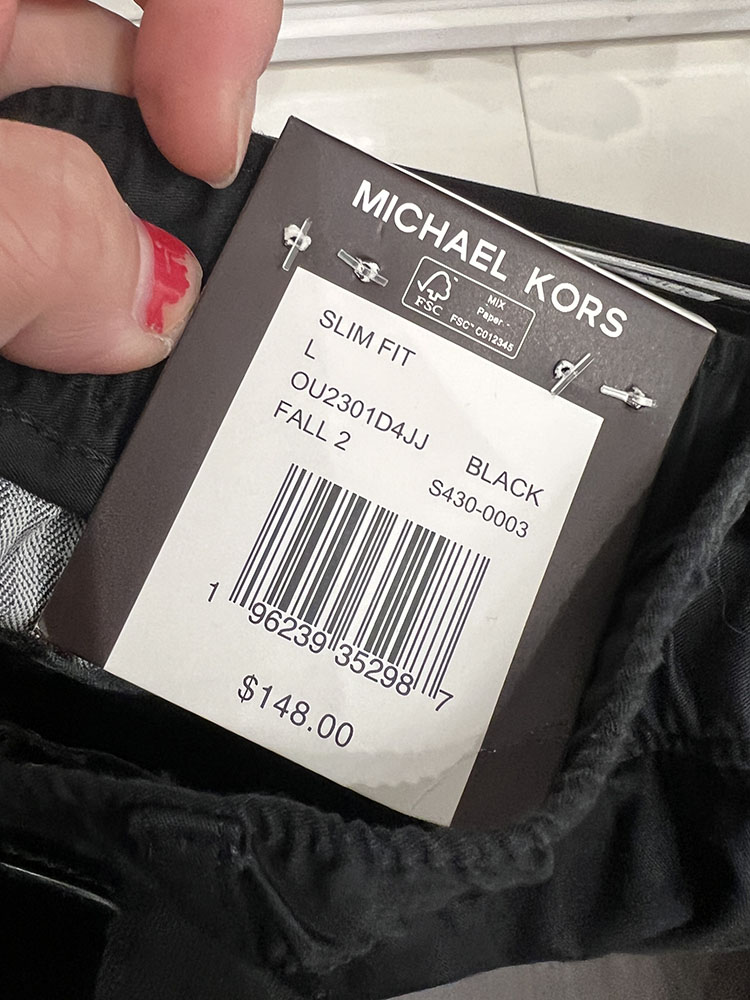 MICHAEL KORS
FSC
MIX
Paper
FSC™ C012345
SLIM FIT
L
OU2301D4JJ BLACK
FALL 2 S430-0003
1 96239 35298 7
$148.00